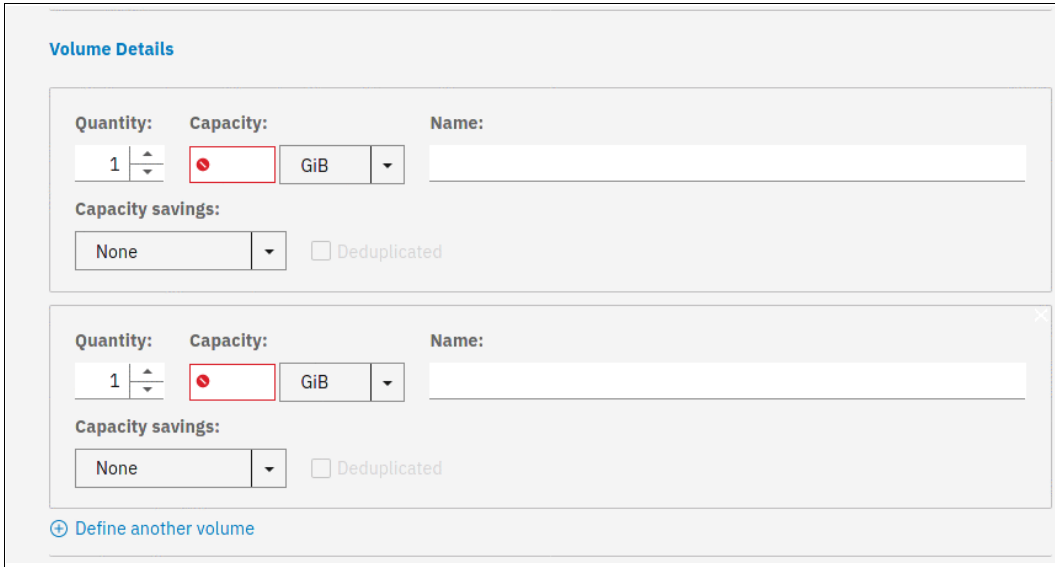 Volume Details
Quantity: Capacity: Name:
1 GiB
Capacity savings:
None Deduplicated
Quantity: Capacity: Name:
1 GiB
Capacity savings:
None Deduplicated
Define another volume